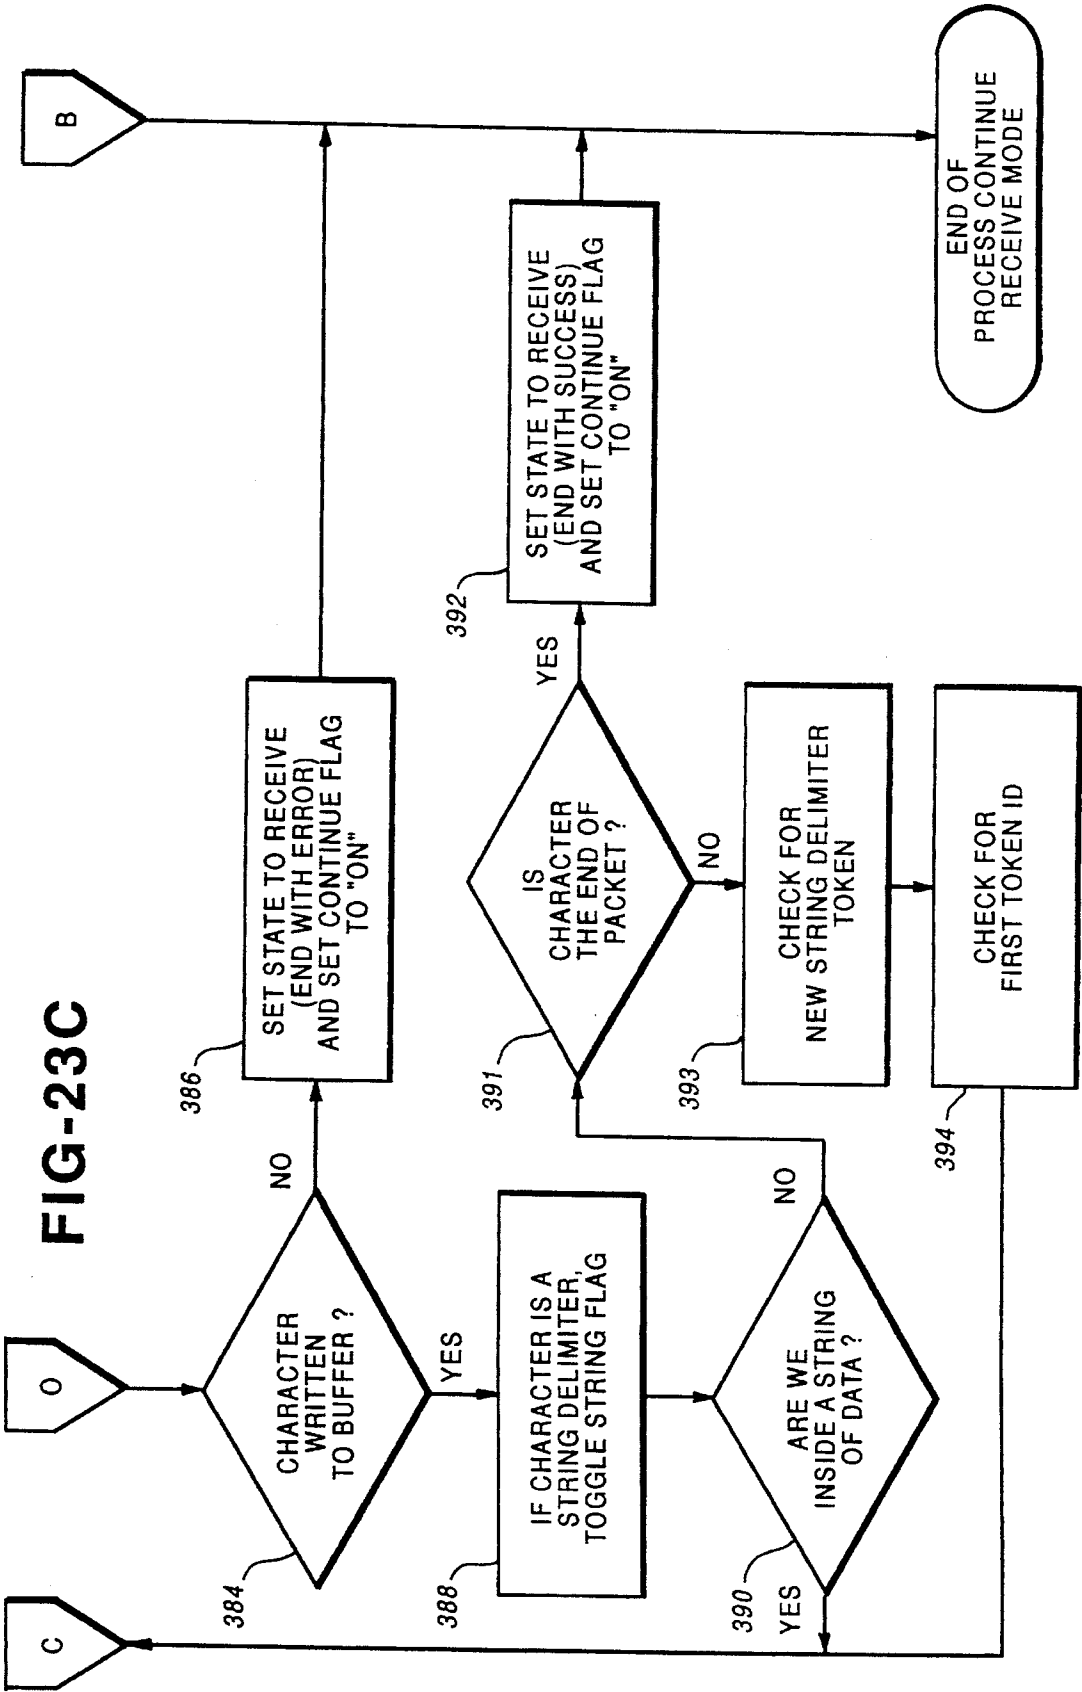 FIG-23C
C
O
B
384
CHARACTER
WRITTEN
TO BUFFER ?
NO
YES
386
SET STATE TO RECEIVE
(END WITH ERROR)
AND SET CONTINUE FLAG
TO "ON"
388
IF CHARACTER IS A
STRING DELIMITER,
TOGGLE STRING FLAG
390
ARE WE
INSIDE A STRING
OF DATA ?
YES
NO
391
IS
CHARACTER
THE END OF
PACKET ?
YES
NO
392
SET STATE TO RECEIVE
(END WITH SUCCESS)
AND SET CONTINUE FLAG
TO "ON"
393
CHECK FOR
NEW STRING DELIMITER
TOKEN
394
CHECK FOR
FIRST TOKEN ID
END OF
PROCESS CONTINUE
RECEIVE MODE